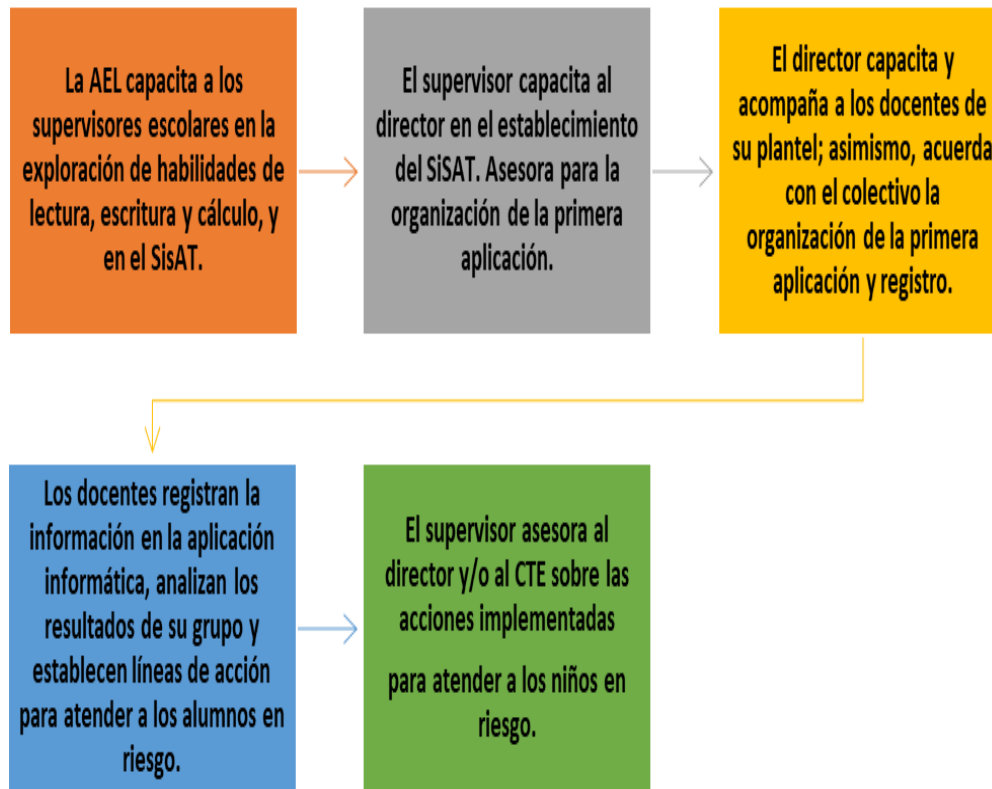 La AEL capacita a los
supervisores escolares en la
exploración de habilidades de
lectura, escritura y cálculo, y
en el SisAT.
El supervisor capacita al
director en el establecimiento
del SiSAT. Asesora para la
organización de la primera
aplicación.
El director capacita y
acompaña a los docentes de
su plantel; asimismo, acuerda
con el colectivo la
organización de la primera
aplicación y registro.
Los docentes registran la
información en la aplicación
informática, analizan los
resultados de su grupo y
establecen líneas de acción
para atender a los alumnos en
riesgo.
El supervisor asesora al
director y/o al CTE sobre las
acciones implementadas
para atender a los niños en
riesgo.